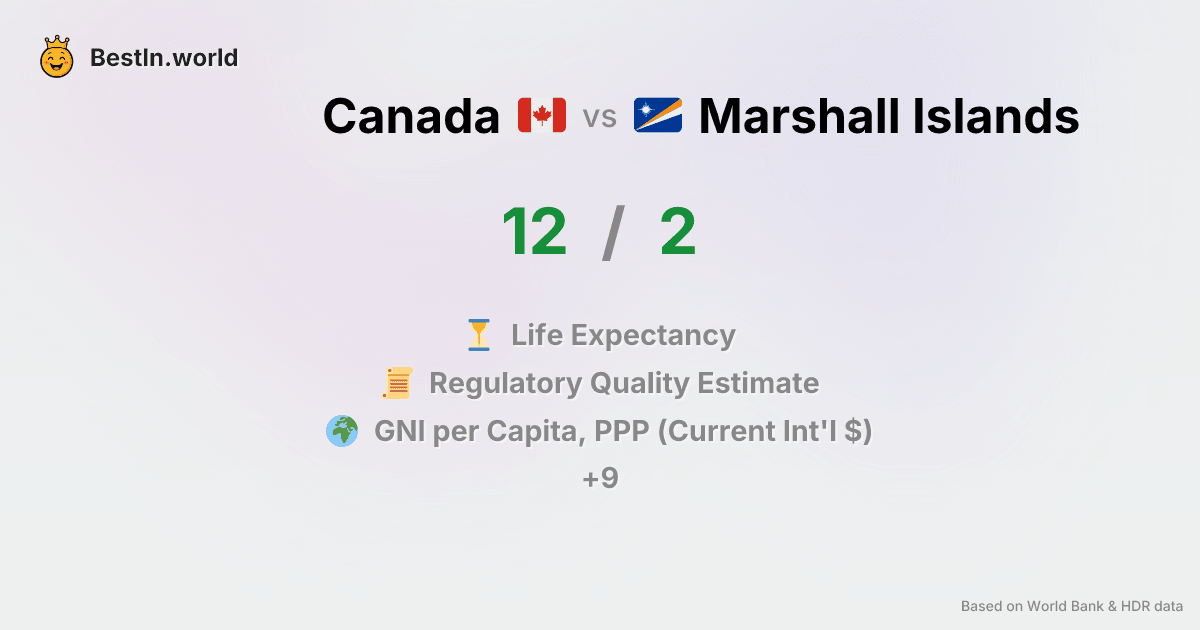 BestIn.world
Canada vs Marshall Islands
12 / 2
Life Expectancy
Regulatory Quality Estimate
GNI per Capita, PPP (Current Int'l $)
+9
Based on World Bank & HDR data